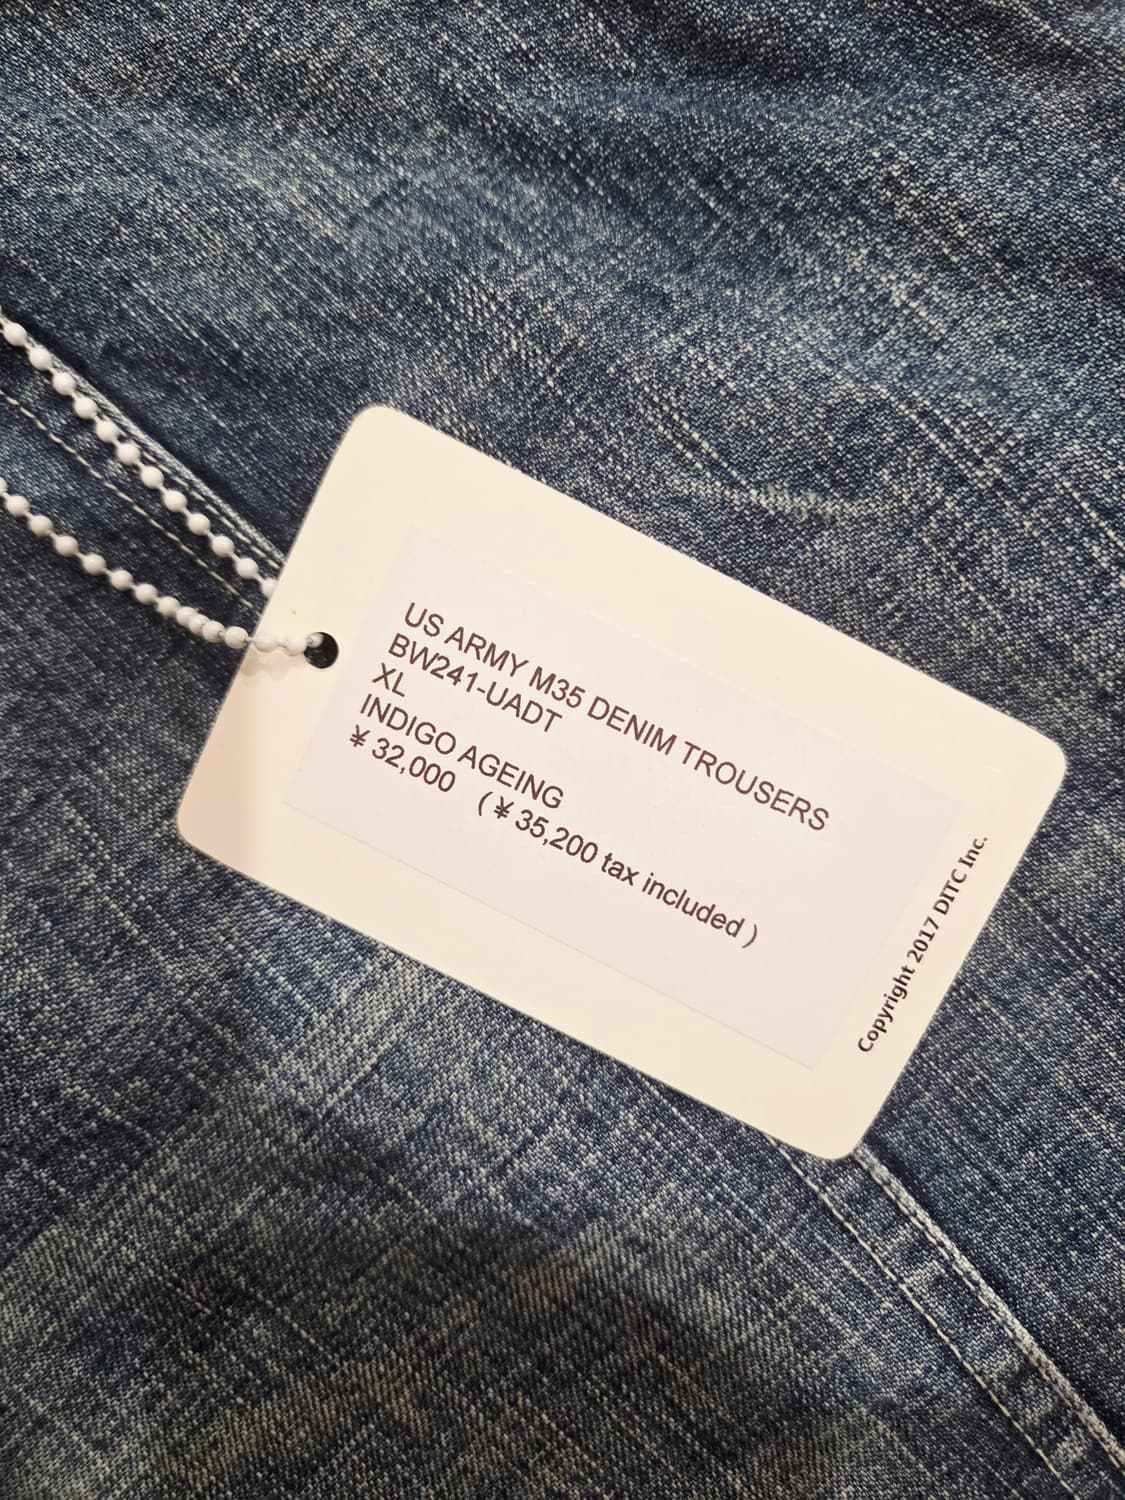 US ARMY M35 DENIM TROUSERS
BW241-UADT
XL
INDIGO AGEING
¥ 32,000 (¥ 35,200 tax included )
Copyright 2017 DITC Inc.